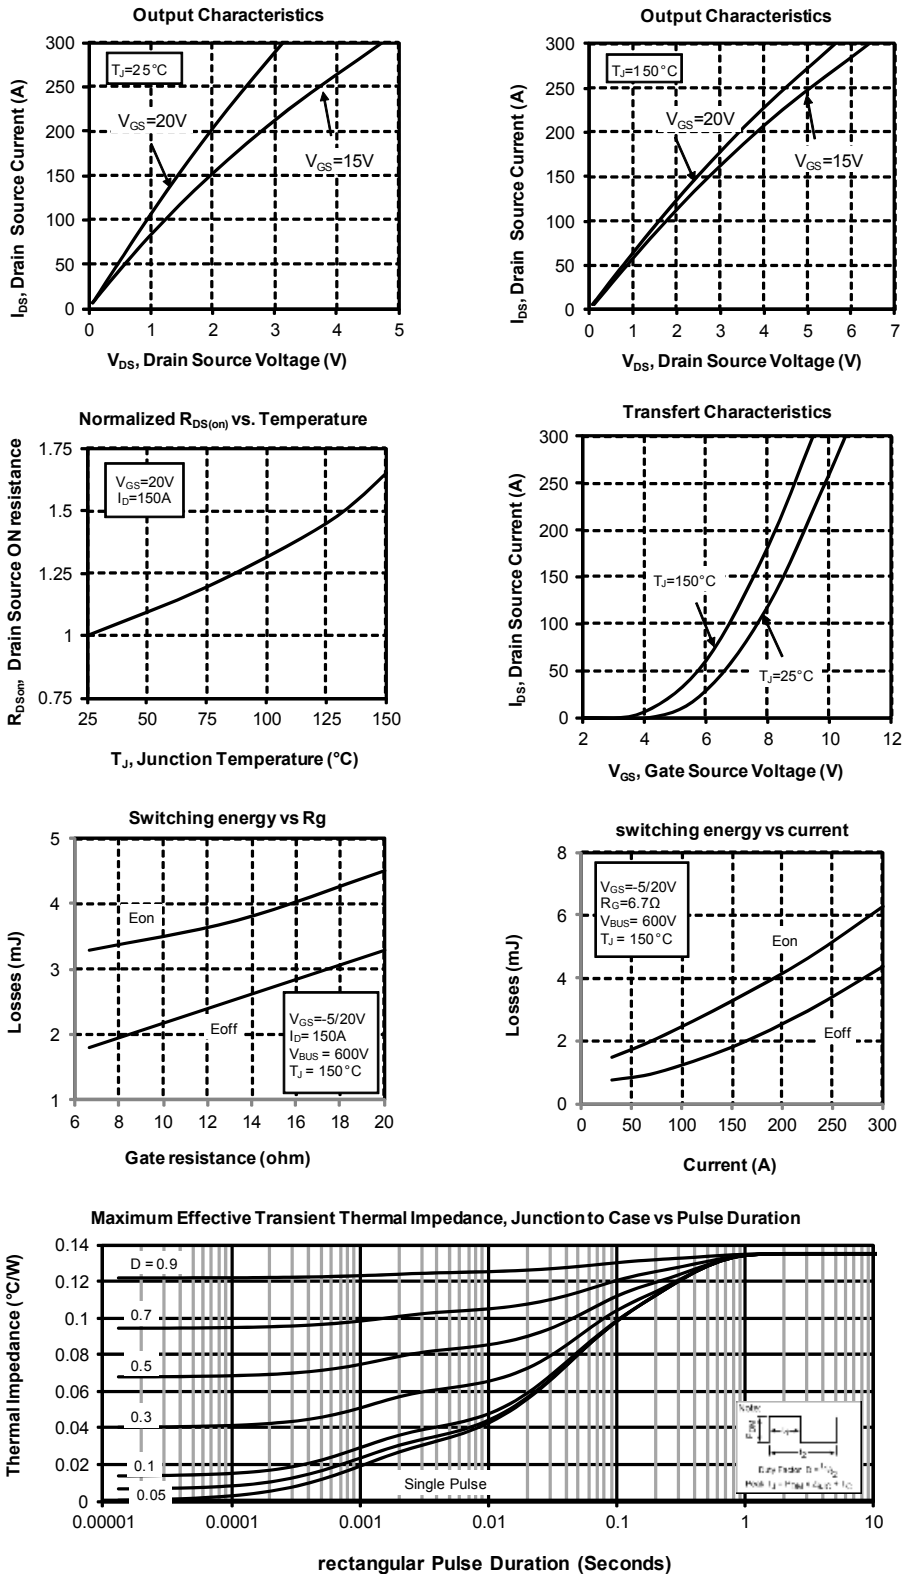 Output Characteristics
300
250
200
150
100
50
0
0 1 2 3 4 5
TJ=25°C
VGS=20V
VGS=15V
IDS, Drain Source Current (A)
VDS, Drain Source Voltage (V)
Output Characteristics
300
250
200
150
100
50
0
0 1 2 3 4 5 6 7
TJ=150°C
VGS=20V
VGS=15V
IDS, Drain Source Current (A)
VDS, Drain Source Voltage (V)
Normalized RDS(on) vs. Temperature
1.75
1.5
1.25
1
0.75
25 50 75 100 125 150
VGS=20V
ID=150A
RDSon, Drain Source ON resistance
TJ, Junction Temperature (°C)
Transfert Characteristics
300
250
200
150
100
50
0
2 4 6 8 10 12
TJ=150°C
TJ=25°C
IDS, Drain Source Current (A)
VGS, Gate Source Voltage (V)
Switching energy vs Rg
5
4
3
2
1
6 8 10 12 14 16 18 20
Eon
Eoff
VGS=-5/20V
ID= 150A
VBUS = 600V
TJ = 150°C
Losses (mJ)
Gate resistance (ohm)
switching energy vs current
8
6
4
2
0
0 50 100 150 200 250 300
VGS=-5/20V
RG=6.7Ω
VBUS = 600V
TJ = 150°C
Eon
Eoff
Losses (mJ)
Current (A)
Maximum Effective Transient Thermal Impedance, Junction to Case vs Pulse Duration
0.14
0.12
0.1
0.08
0.06
0.04
0.02
0
0.00001 0.0001 0.001 0.01 0.1 1 10
D = 0.9
0.7
0.5
0.3
0.1
0.05
Single Pulse
Note:
PDM
t1
t2
Duty Factor D = t1/t2
Thermal Impedance (°C/W)
rectangular Pulse Duration (Seconds)